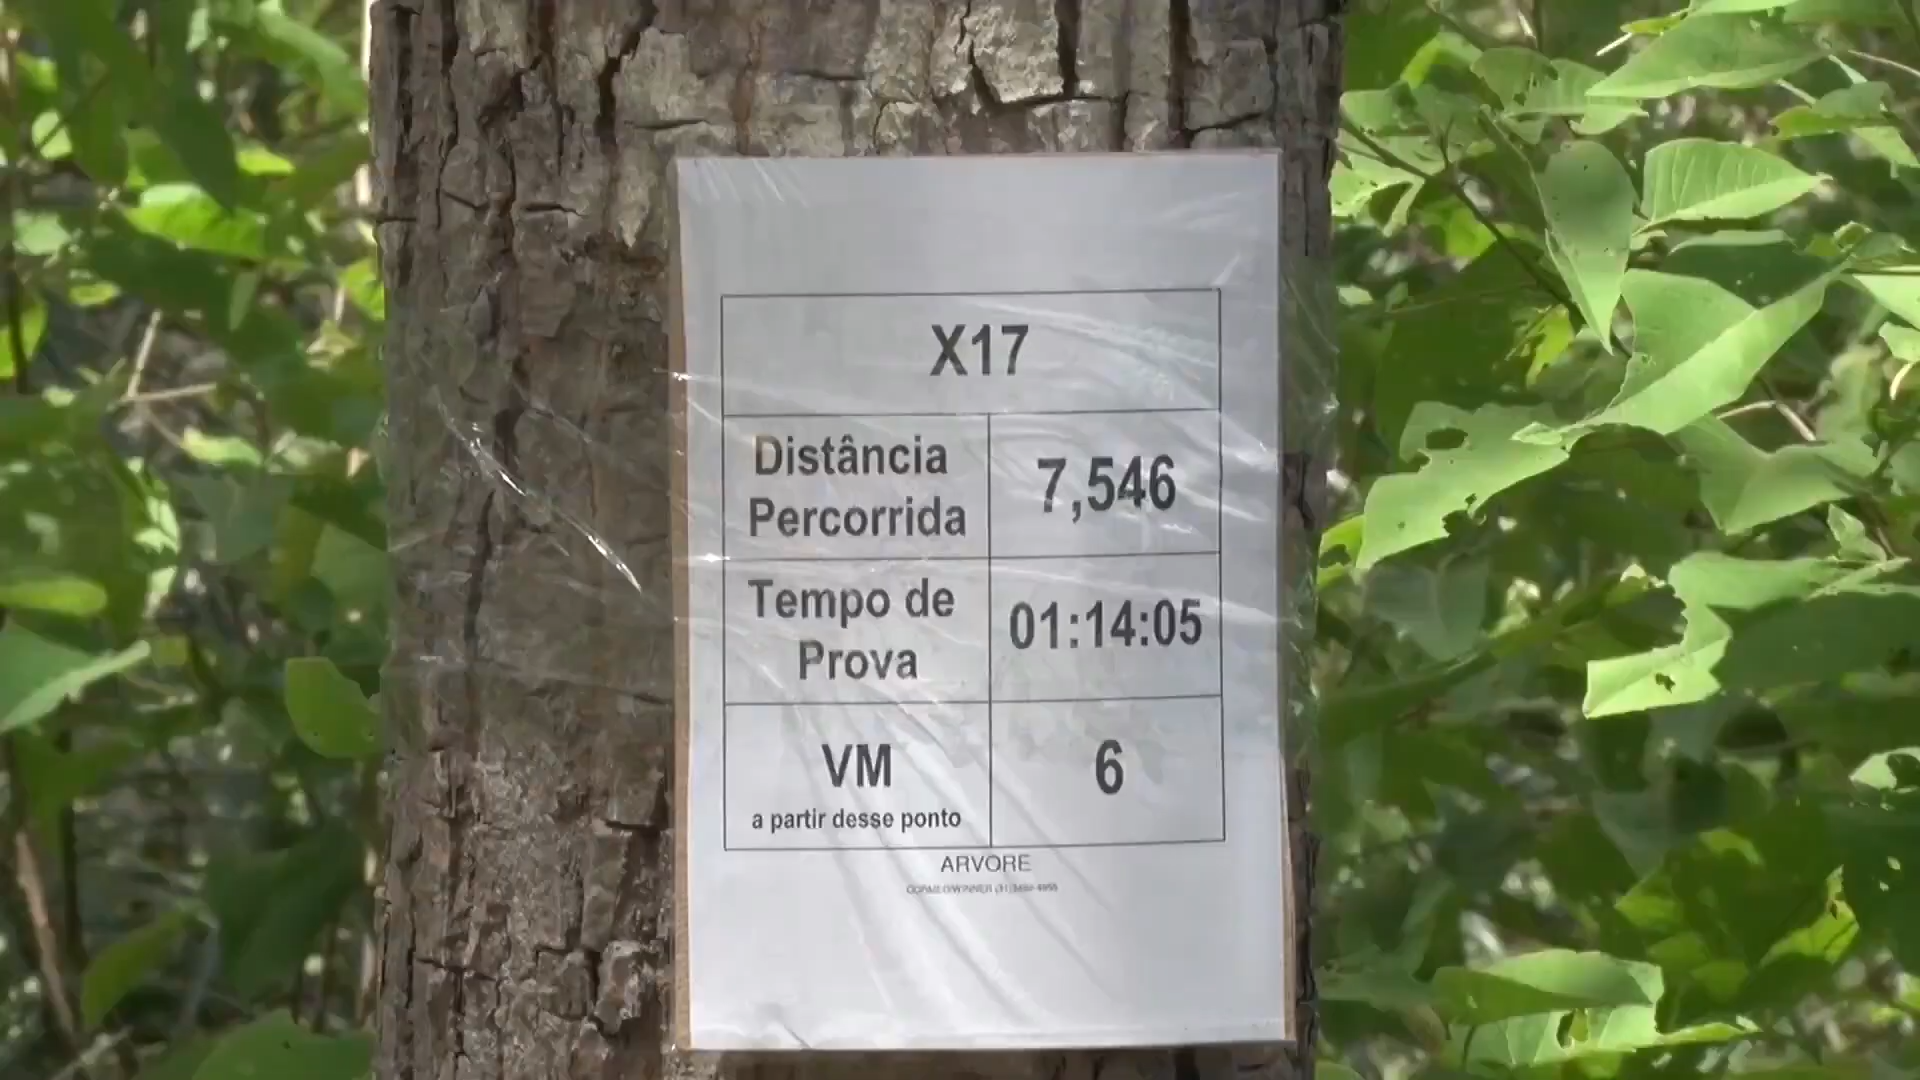 X17
Distância
Percorrida
7,546
Tempo de
Prova
01:14:05
VM
a partir desse ponto
6
ARVORE